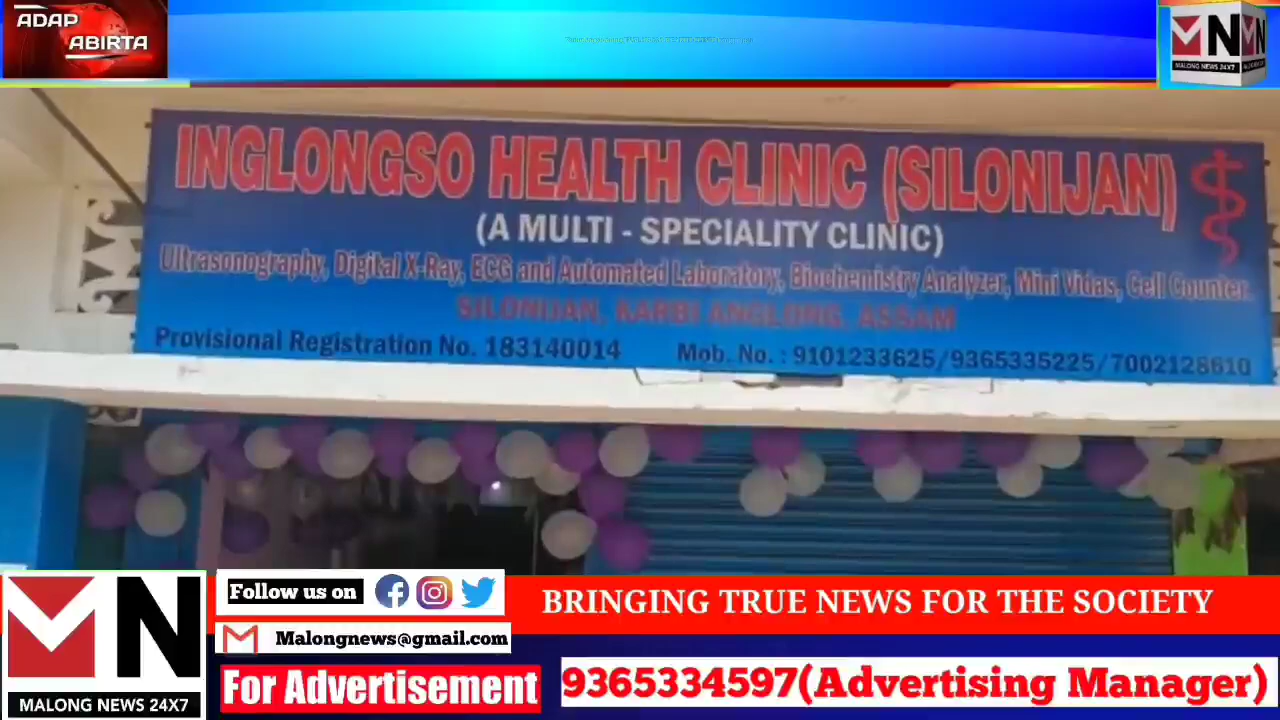 ADAP
ABIRTA
MN
MALONG NEWS 24X7
INGLONGSO HEALTH CLINIC (SILONIJAN)
(A MULTI - SPECIALITY CLINIC)
Ultrasonography, Digital X-Ray, ECG and Automated Laboratory, Biochemistry Analyzer, Mini Vidas, Cell Counter.
SILONIJAN, KARBI ANGLONG, ASSAM
Provisional Registration No. 183140014 Mob. No. : 9101233625/9365335225/7002128610
Follow us on
BRINGING TRUE NEWS FOR THE SOCIETY
Malongnews@gmail.com
MN
MALONG NEWS 24X7
For Advertisement
9365334597(Advertising Manager)